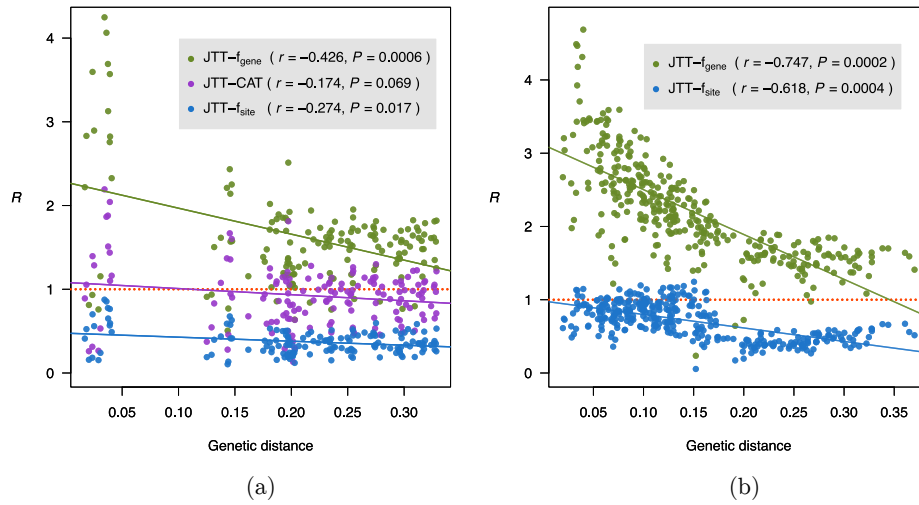 4
3
2
1
0
R
JTT−fgene ( r = −0.426, P = 0.0006 )
JTT−CAT ( r = −0.174, P = 0.069 )
JTT−fsite ( r = −0.274, P = 0.017 )
0.05 0.10 0.15 0.20 0.25 0.30
Genetic distance
(a)
4
3
2
1
0
R
JTT−fgene ( r = −0.747, P = 0.0002 )
JTT−fsite ( r = −0.618, P = 0.0004 )
0.05 0.10 0.15 0.20 0.25 0.30 0.35
Genetic distance
(b)